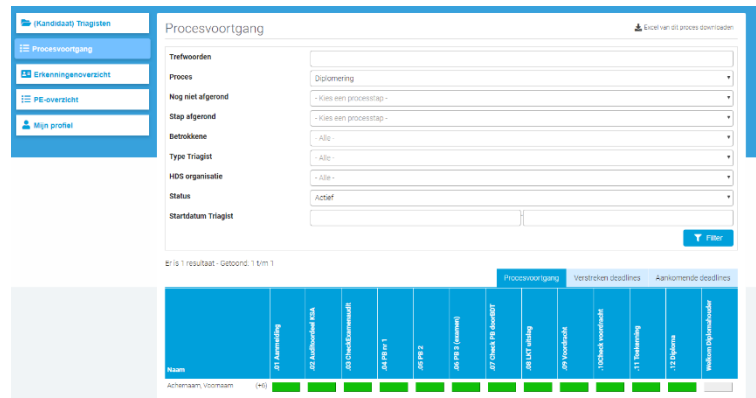 (Kandidaat) Triagisten
Procesvoortgang
Erkenningenoverzicht
PE-overzicht
Mijn profiel
Procesvoortgang
Excel van dit proces downloaden
Trefwoorden
Proces
Diplomering
Nog niet afgerond
- Kies een processtap -
Stap afgerond
- Kies een processtap -
Betrokkene
- Alle -
Type Triagist
- Alle -
HDS organisatie
- Alle -
Status
Actief
Startdatum Triagist
-
Filter
Er is 1 resultaat - Getoond: 1 t/m 1
Procesvoortgang
Verstreken deadlines
Aankomende deadlines
Naam
.01 Aanmelding
.02 Auditoordeel KSA
.03 CheckExamenaudit
.04 PB nr 1
.05 PB 2
.06 PB 3 (examen)
.07 Check PB doorBDT
.08 LKT uitslag
.09 Voordracht
.10Check voordracht
.11 Toekenning
.12 Diploma
Welkom Diplomahouder
Achternaam, Voornaam
(+6)